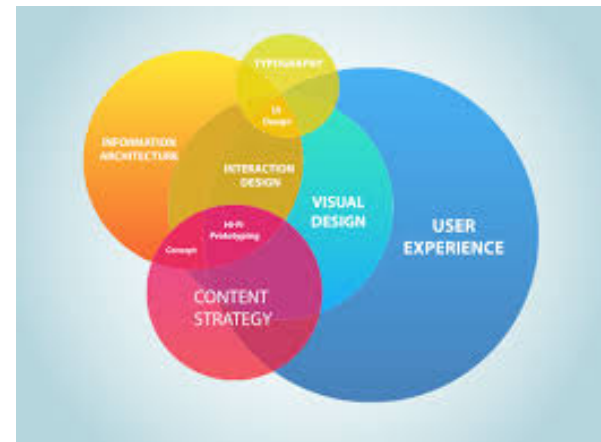 TYPOGRAPHY
UI
Design
INFORMATION
ARCHITECTURE
INTERACTION
DESIGN
VISUAL
DESIGN
USER
EXPERIENCE
Hi-Fi
Prototyping
Concept
CONTENT
STRATEGY